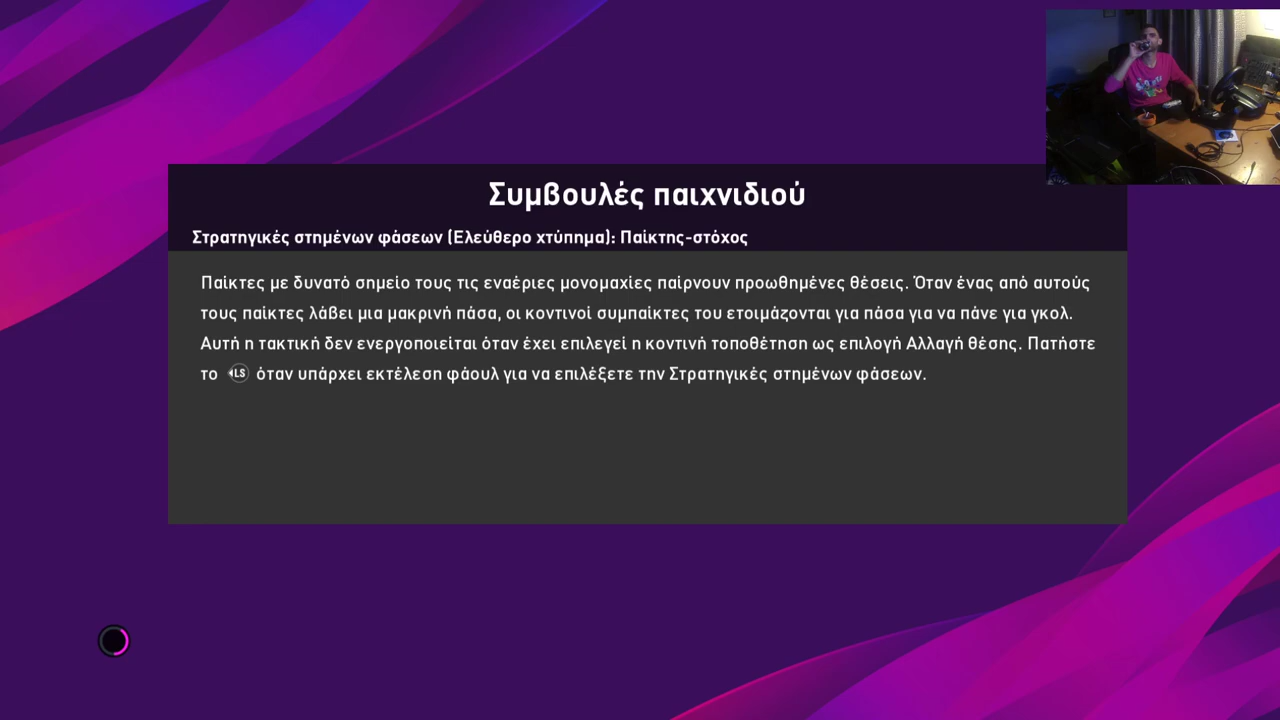 Συμβουλές παιχνιδιού
Στρατηγικές στημένων φάσεων (Ελεύθερο χτύπημα): Παίκτης-στόχος
Παίκτες με δυνατό σημείο τους τις εναέριες μονομαχίες παίρνουν προωθημένες θέσεις. Όταν ένας από αυτούς
τους παίκτες λάβει μια μακρινή πάσα, οι κοντινοί συμπαίκτες του ετοιμάζονται για πάσα για να πάνε για γκολ.
Αυτή η τακτική δεν ενεργοποιείται όταν έχει επιλεγεί η κοντινή τοποθέτηση ως επιλογή Αλλαγή θέσης. Πατήστε
το LS όταν υπάρχει εκτέλεση φάουλ για να επιλέξετε την Στρατηγικές στημένων φάσεων.